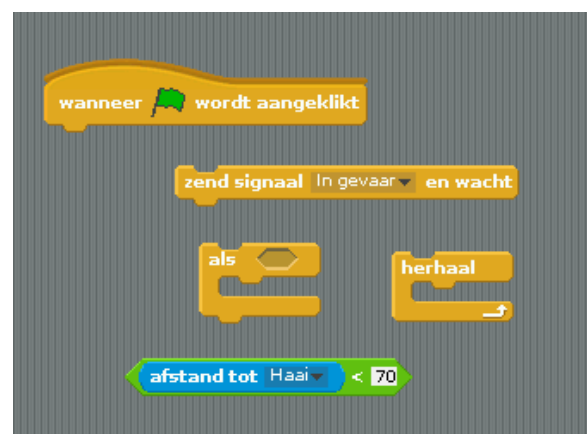 wanneer wordt aangeklikt
zend signaal In gevaar en wacht
als
herhaal
afstand tot Haai < 70